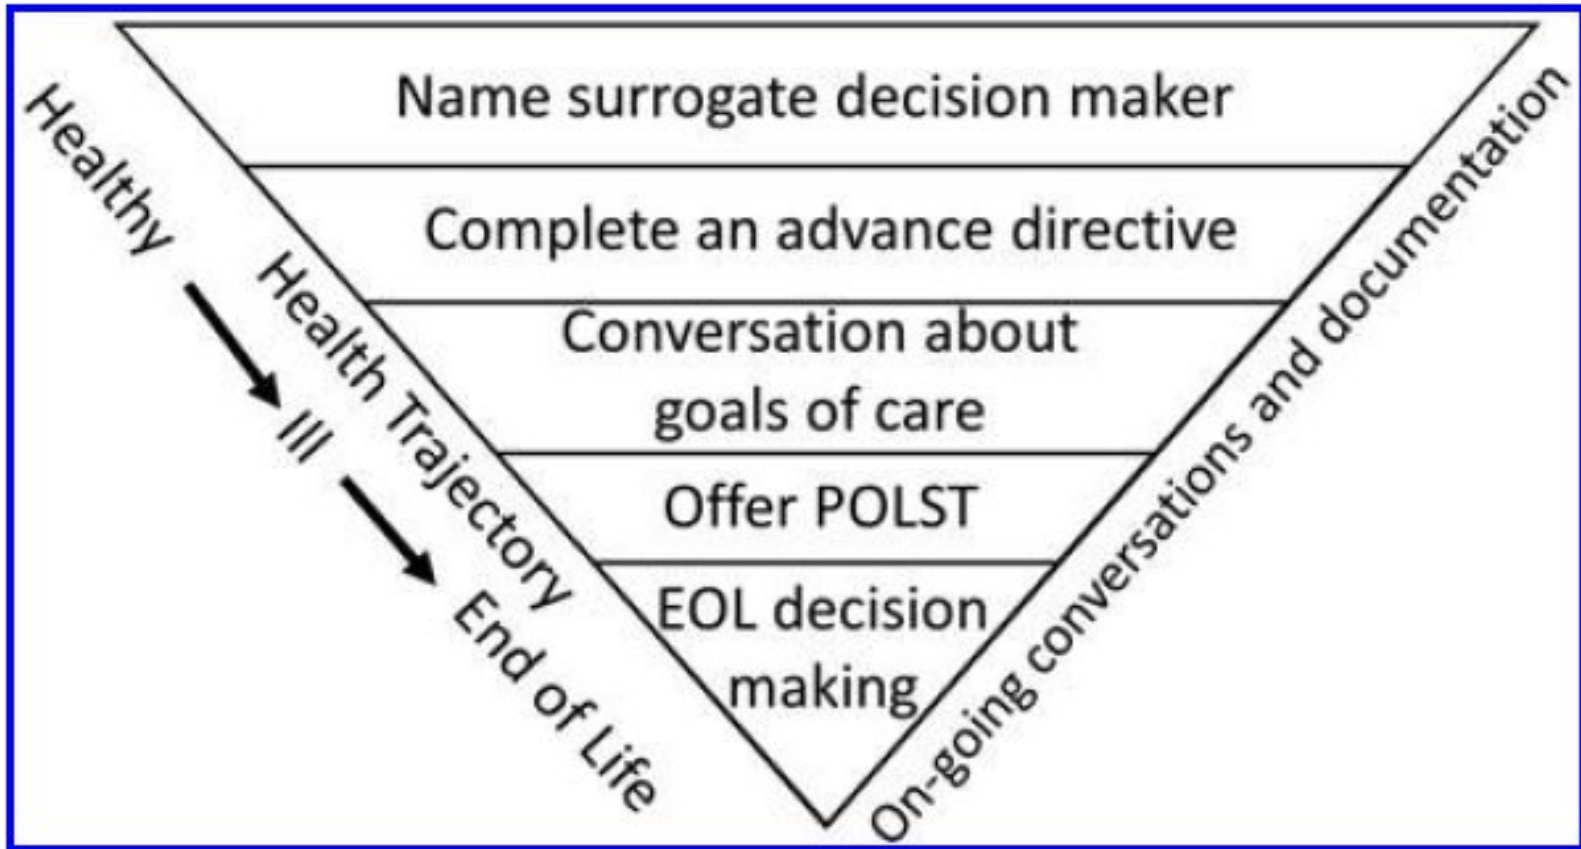 Name surrogate decision maker
Complete an advance directive
Conversation about
goals of care
Offer POLST
EOL decision
making
Healthy
Ill
End of Life
Health Trajectory
On-going conversations and documentation